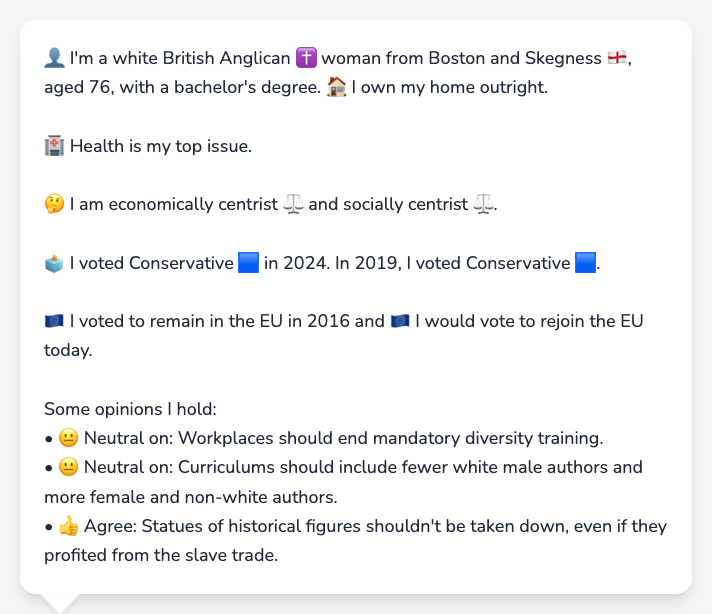 👤 I'm a white British Anglican ✝️ woman from Boston and Skegness 🏴󠁧󠁢󠁥󠁮󠁧󠁿,
aged 76, with a bachelor's degree. 🏠 I own my home outright.
🏥 Health is my top issue.
🤔 I am economically centrist ⚖️ and socially centrist ⚖️.
🗳️ I voted Conservative 🟦 in 2024. In 2019, I voted Conservative 🟦.
🇪🇺 I voted to remain in the EU in 2016 and 🇪🇺 I would vote to rejoin the EU
today.
Some opinions I hold:
• 😐 Neutral on: Workplaces should end mandatory diversity training.
• 😐 Neutral on: Curriculums should include fewer white male authors and
more female and non-white authors.
• 👍 Agree: Statues of historical figures shouldn't be taken down, even if they
profited from the slave trade.